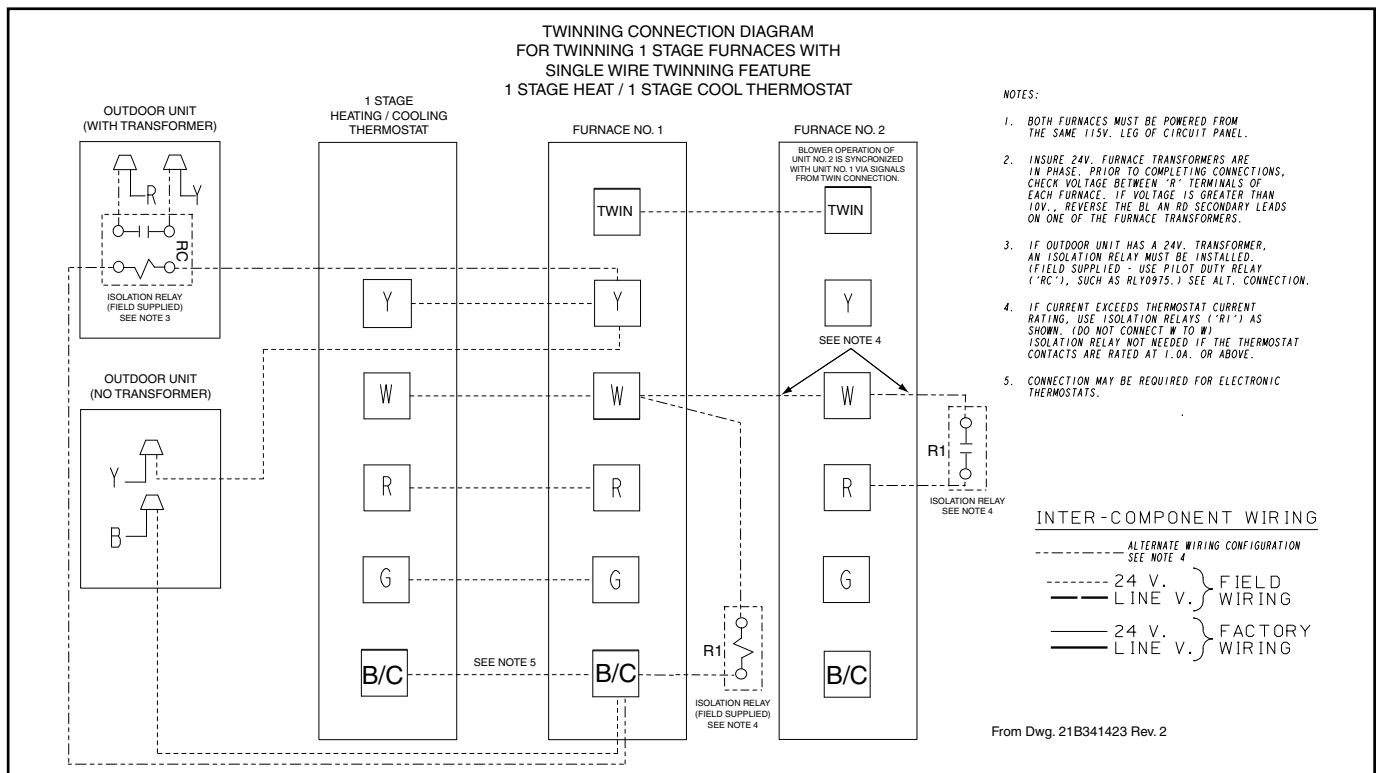 TWINNING CONNECTION DIAGRAM
FOR TWINNING 1 STAGE FURNACES WITH
SINGLE WIRE TWINNING FEATURE
1 STAGE HEAT / 1 STAGE COOL THERMOSTAT
OUTDOOR UNIT
(WITH TRANSFORMER)
R
Y
RC
ISOLATION RELAY
(FIELD SUPPLIED)
SEE NOTE 3
OUTDOOR UNIT
(NO TRANSFORMER)
Y
B
1 STAGE
HEATING / COOLING
THERMOSTAT
Y
W
R
G
B/C
SEE NOTE 5
FURNACE NO. 1
TWIN
Y
W
R
G
B/C
R1
ISOLATION RELAY
(FIELD SUPPLIED)
SEE NOTE 4
FURNACE NO. 2
BLOWER OPERATION OF
UNIT NO. 2 IS SYNCRONIZED
WITH UNIT NO. 1 VIA SIGNALS
FROM TWIN CONNECTION.
TWIN
Y
SEE NOTE 4
W
R
G
B/C
R1
ISOLATION RELAY
SEE NOTE 4
NOTES:
1. BOTH FURNACES MUST BE POWERED FROM
THE SAME 115V. LEG OF CIRCUIT PANEL.
2. INSURE 24V. FURNACE TRANSFORMERS ARE
IN PHASE. PRIOR TO COMPLETING CONNECTIONS,
CHECK VOLTAGE BETWEEN 'R' TERMINALS OF
EACH FURNACE. IF VOLTAGE IS GREATER THAN
10V., REVERSE THE BL AN RD SECONDARY LEADS
ON ONE OF THE FURNACE TRANSFORMERS.
3. IF OUTDOOR UNIT HAS A 24V. TRANSFORMER,
AN ISOLATION RELAY MUST BE INSTALLED.
(FIELD SUPPLIED - USE PILOT DUTY RELAY
('RC'), SUCH AS RLY0975.) SEE ALT. CONNECTION.
4. IF CURRENT EXCEEDS THERMOSTAT CURRENT
RATING, USE ISOLATION RELAYS ('R1') AS
SHOWN. (DO NOT CONNECT W TO W)
ISOLATION RELAY NOT NEEDED IF THE THERMOSTAT
CONTACTS ARE RATED AT 1.0A. OR ABOVE.
5. CONNECTION MAY BE REQUIRED FOR ELECTRONIC
THERMOSTATS.
INTER-COMPONENT WIRING
ALTERNATE WIRING CONFIGURATION
SEE NOTE 4
24 V.
LINE V.
FIELD
WIRING
24 V.
LINE V.
FACTORY
WIRING
From Dwg. 21B341423 Rev. 2